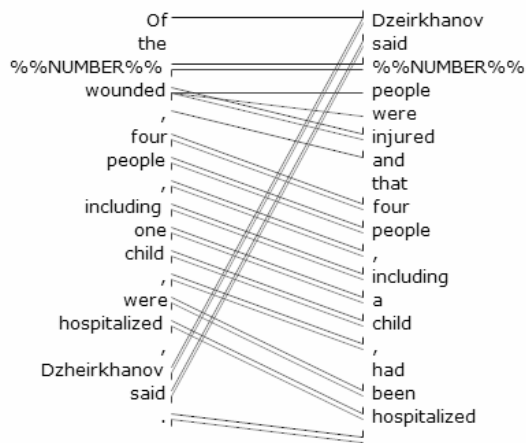 Of
the
%%NUMBER%%
wounded
,
four
people
,
including
one
child
,
were
hospitalized
,
Dzheirkhanov
said
.
Dzeirkhanov
said
%%NUMBER%%
people
were
injured
and
that
four
people
,
including
a
child
,
had
been
hospitalized
.